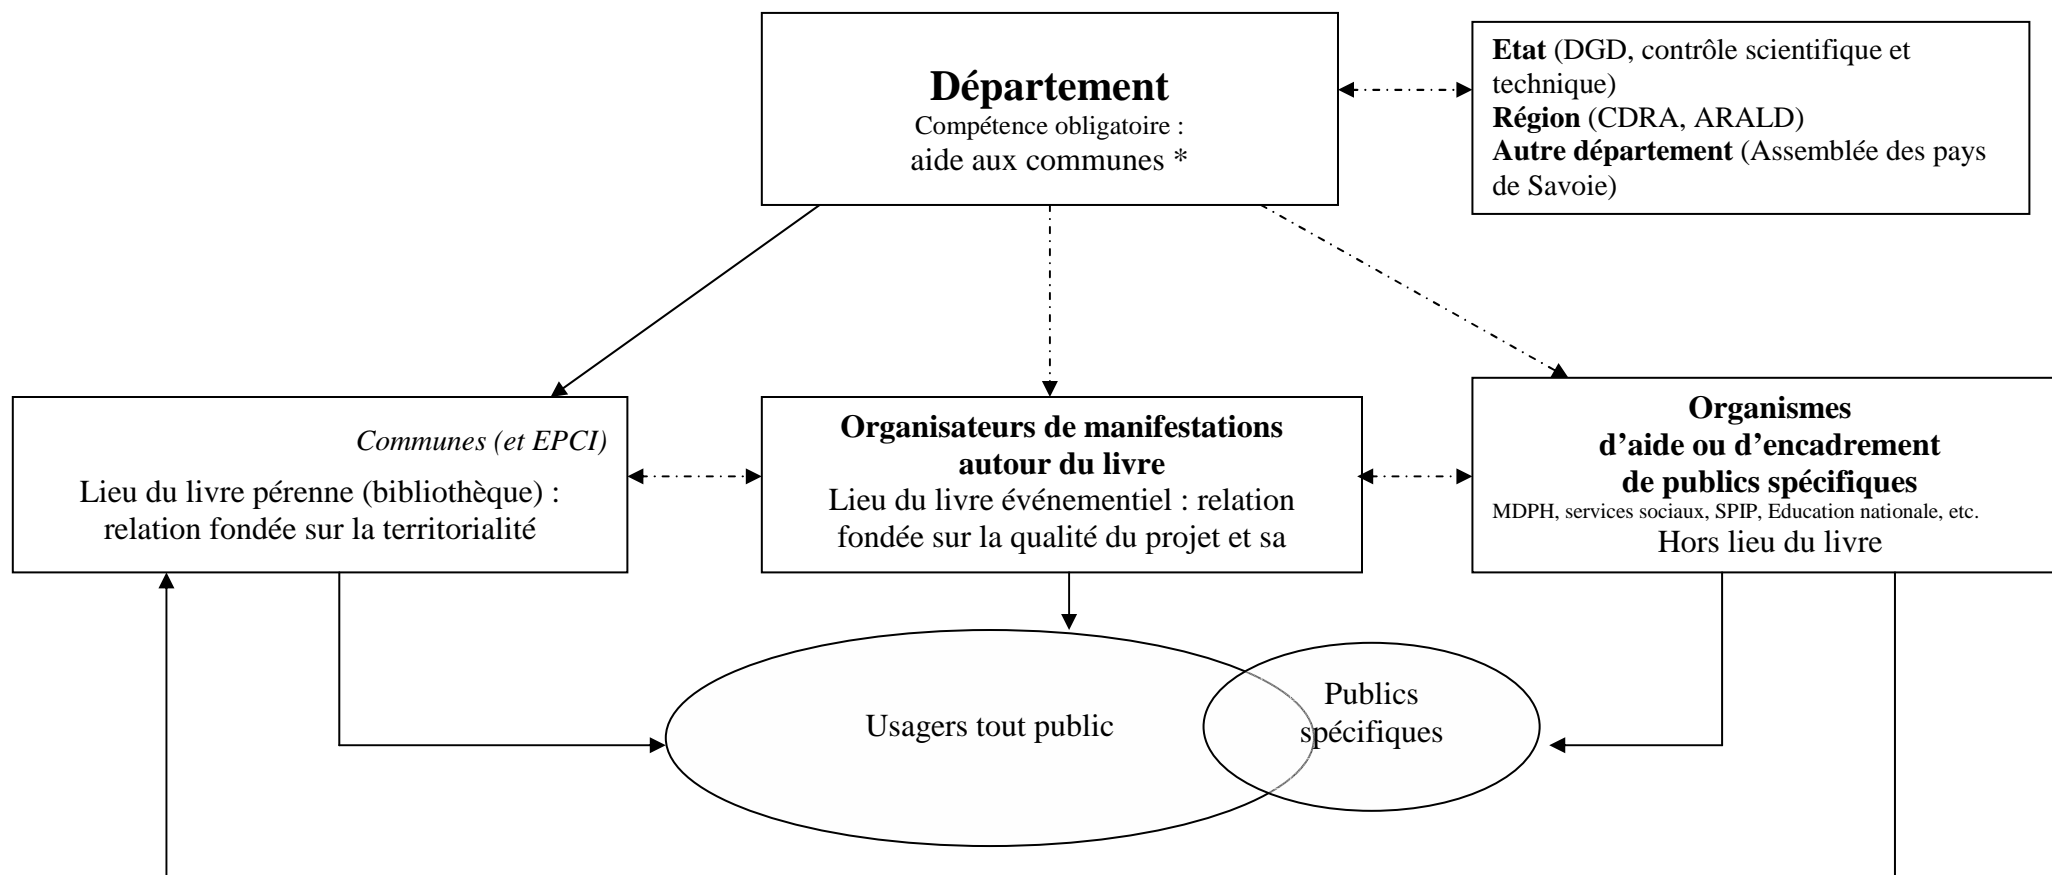 Département
Compétence obligatoire :
aide aux communes *
Etat (DGD, contrôle scientifique et
technique)
Région (CDRA, ARALD)
Autre département (Assemblée des pays
de Savoie)
Communes (et EPCI)
Lieu du livre pérenne (bibliothèque) :
relation fondée sur la territorialité
Organisateurs de manifestations
autour du livre
Lieu du livre événementiel : relation
fondée sur la qualité du projet et sa
Organismes
d’aide ou d’encadrement
de publics spécifiques
MDPH, services sociaux, SPIP, Education nationale, etc.
Hors lieu du livre
Usagers tout public
Publics
spécifiques